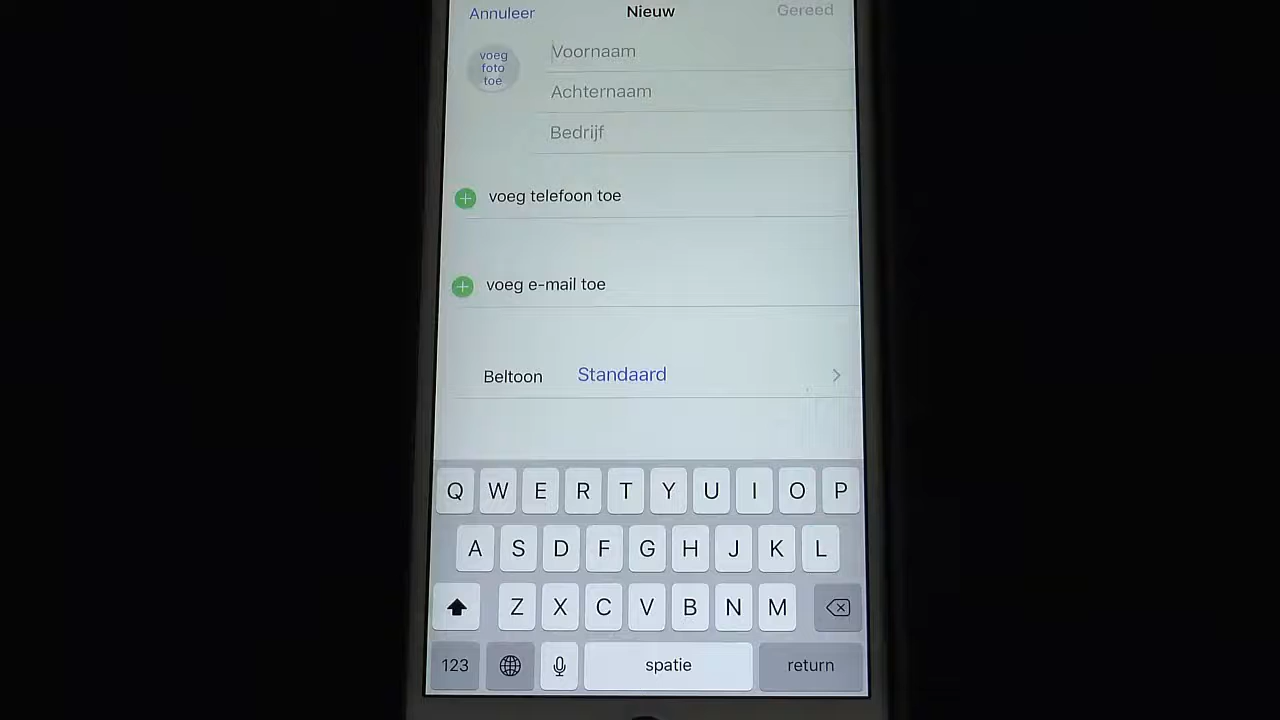 Annuleer Nieuw Gereed
voeg
foto
toe
Voornaam
Achternaam
Bedrijf
voeg telefoon toe
voeg e-mail toe
Beltoon Standaard
Q W E R T Y U I O P
A S D F G H J K L
Z X C V B N M
123 spatie return